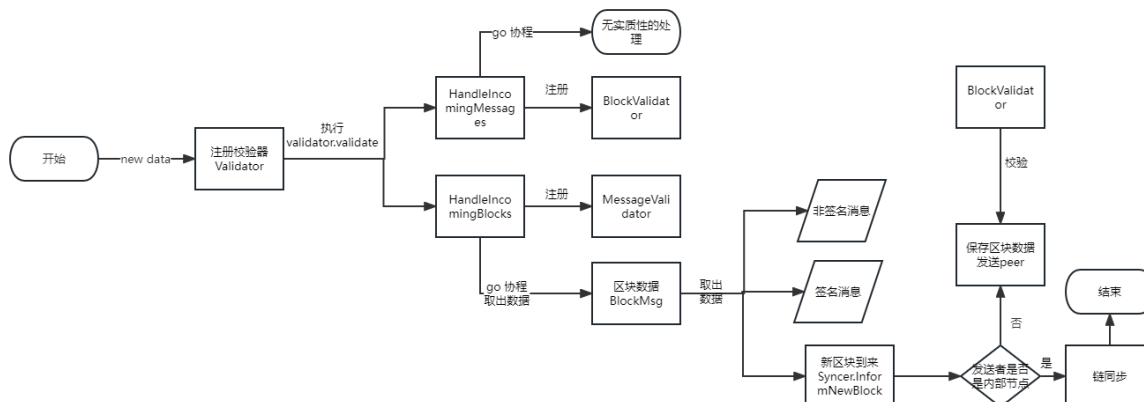 go 协程
无实质性的处
理
HandleInco
mingMessag
es
注册
BlockValidat
or
BlockValidat
or
开始
new data
注册校验器
Validator
执行
validator.validate
校验
HandleInco
mingBlocks
注册
MessageVali
dator
非签名消息
保存区块数据
发送peer
go 协程
取出数据
区块数据
BlockMsg
取出
数据
签名消息
结束
否
新区块到来
Syncer.Infor
mNewBlock
发送者是否
是内部节点
是
链同步